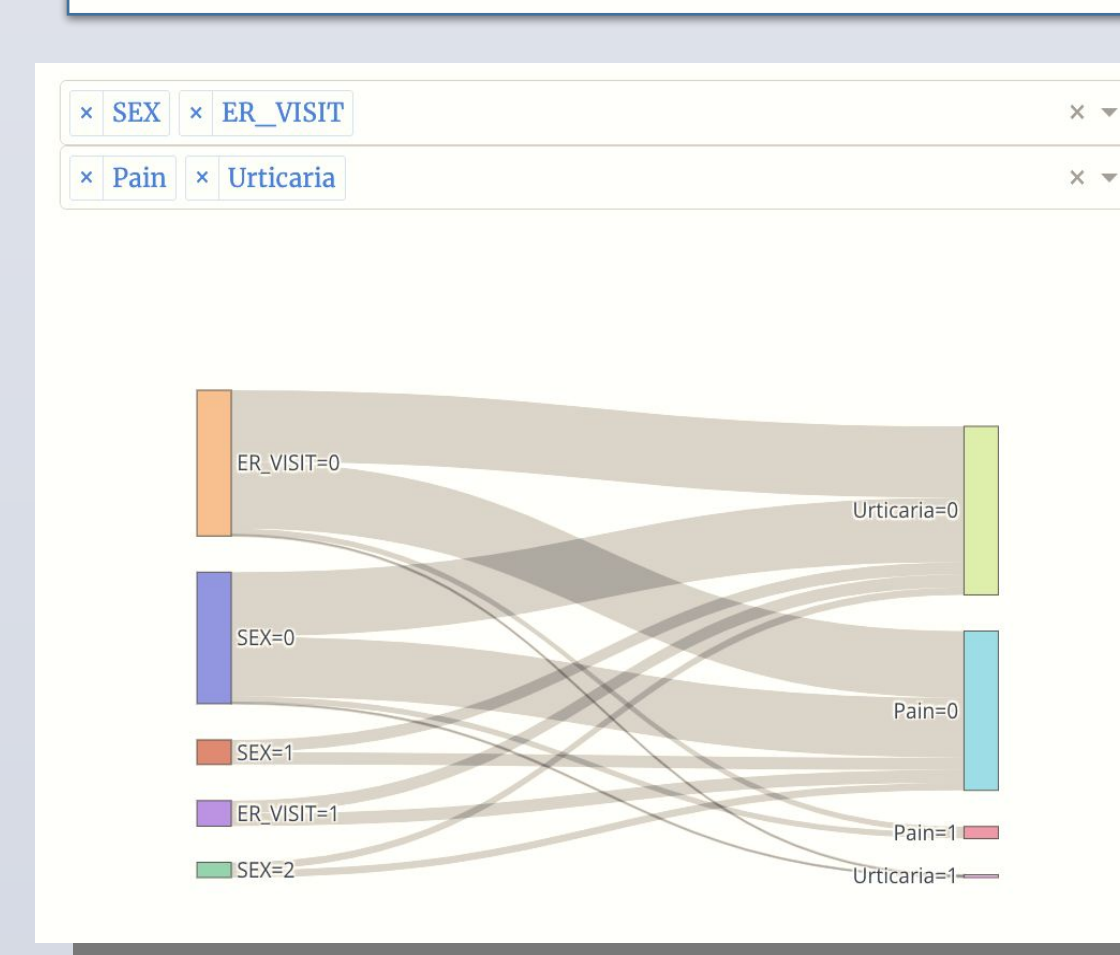 × SEX × ER_VISIT ×
× Pain × Urticaria ×
ER_VISIT=0
Urticaria=0
SEX=0
Pain=0
SEX=1
ER_VISIT=1
Pain=1
SEX=2
Urticaria=1